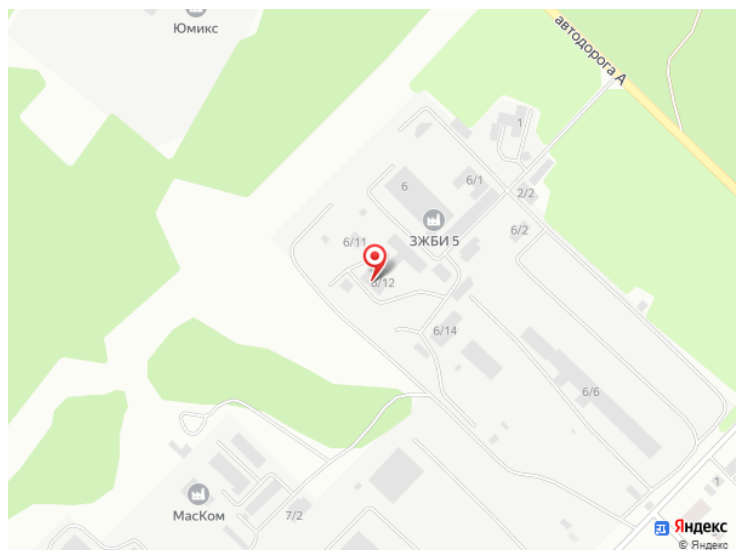 Юмикс
автодорога А
1
6
6/1
2/2
ЗЖБИ 5
6/2
6/11
6/12
6/14
6/6
МасКом
7/2
1
Яндекс
© Яндекс